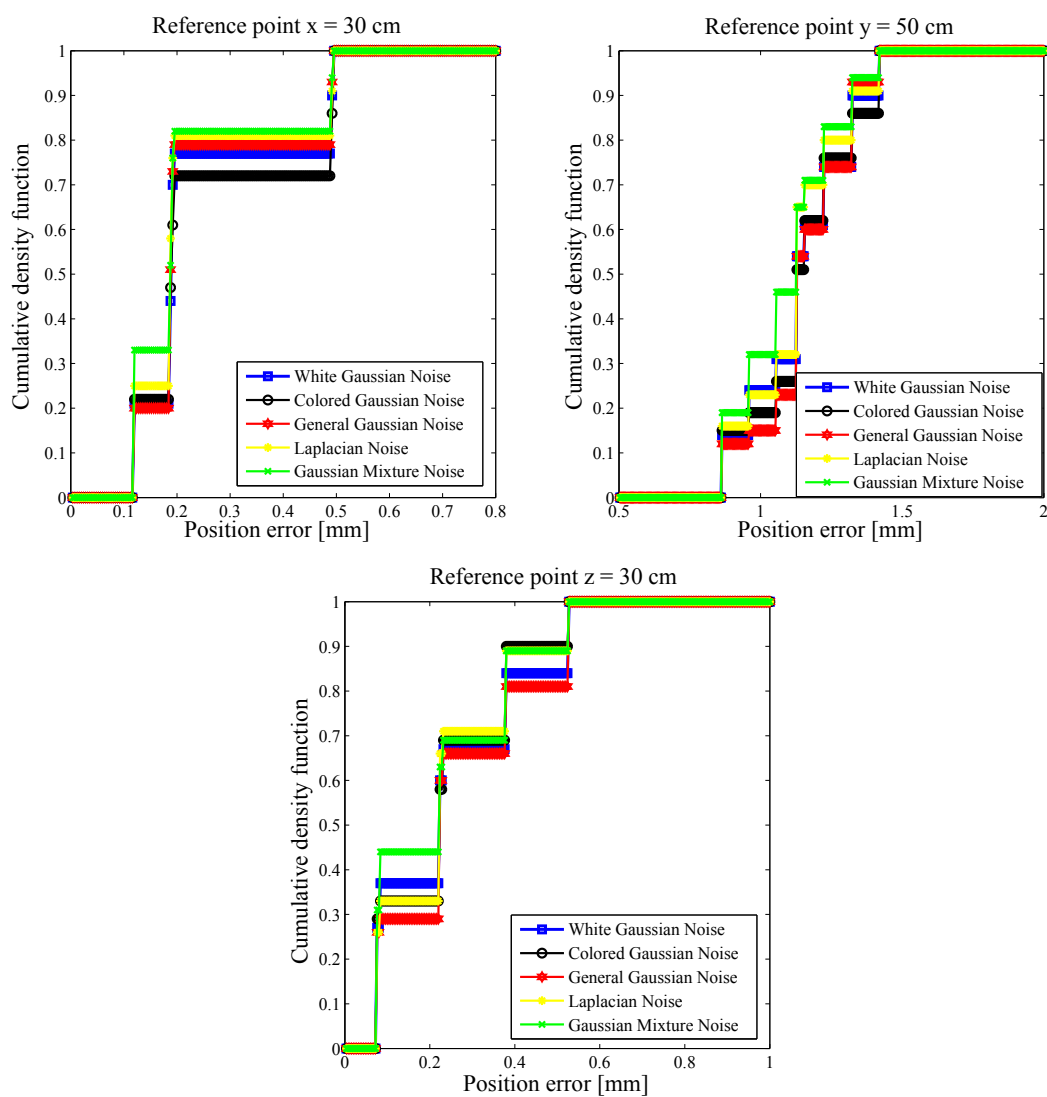 Reference point x = 30 cm
1
0.9
0.8
0.7
0.6
0.5
0.4
0.3
0.2
0.1
0
Cumulative density function
White Gaussian Noise
Colored Gaussian Noise
General Gaussian Noise
Laplacian Noise
Gaussian Mixture Noise
0 0.1 0.2 0.3 0.4 0.5 0.6 0.7 0.8
Position error [mm]
Reference point y = 50 cm
1
0.9
0.8
0.7
0.6
0.5
0.4
0.3
0.2
0.1
0
Cumulative density function
White Gaussian Noise
Colored Gaussian Noise
General Gaussian Noise
Laplacian Noise
Gaussian Mixture Noise
0.5 1 1.5 2
Position error [mm]
Reference point z = 30 cm
1
0.9
0.8
0.7
0.6
0.5
0.4
0.3
0.2
0.1
0
Cumulative density function
White Gaussian Noise
Colored Gaussian Noise
General Gaussian Noise
Laplacian Noise
Gaussian Mixture Noise
0 0.2 0.4 0.6 0.8 1
Position error [mm]